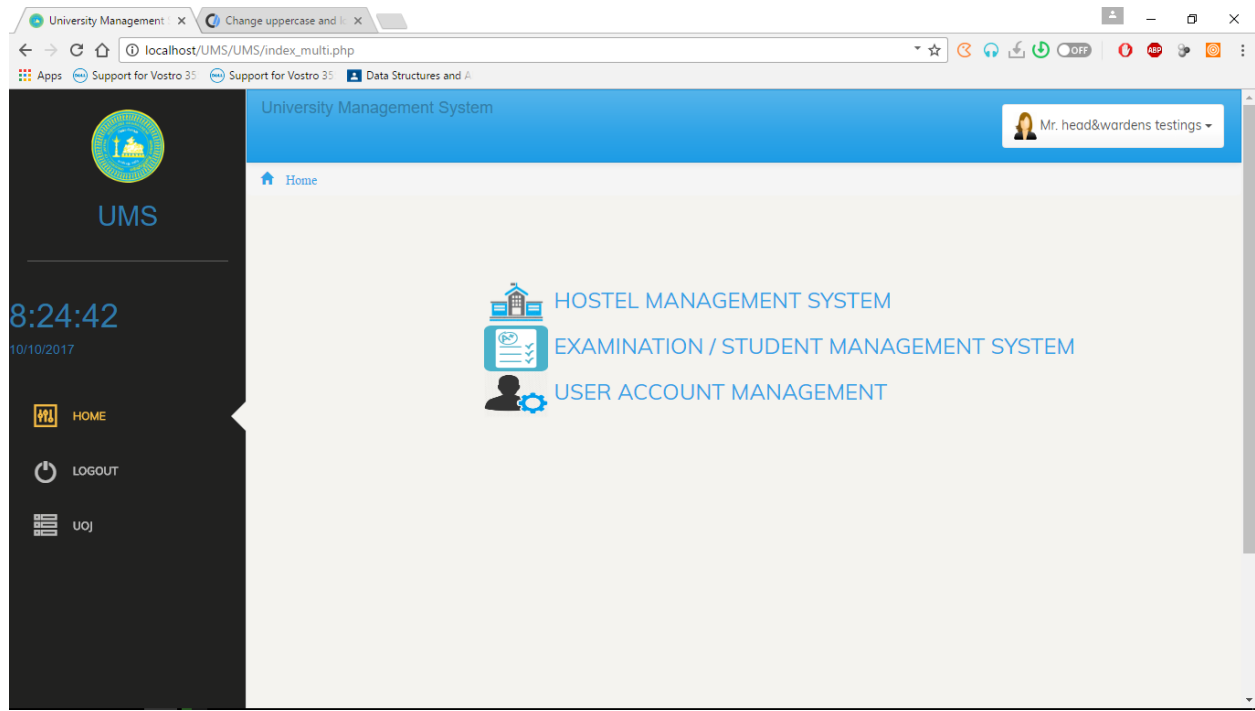 University Management S
Change uppercase and lo
localhost/UMS/UMS/index_multi.php
OFF
ABP
Apps
Support for Vostro 35
Support for Vostro 35
Data Structures and A
University Management System
Mr. head&wardens testings
Home
UMS
8:24:42
10/10/2017
HOME
LOGOUT
UOJ
HOSTEL MANAGEMENT SYSTEM
EXAMINATION / STUDENT MANAGEMENT SYSTEM
USER ACCOUNT MANAGEMENT